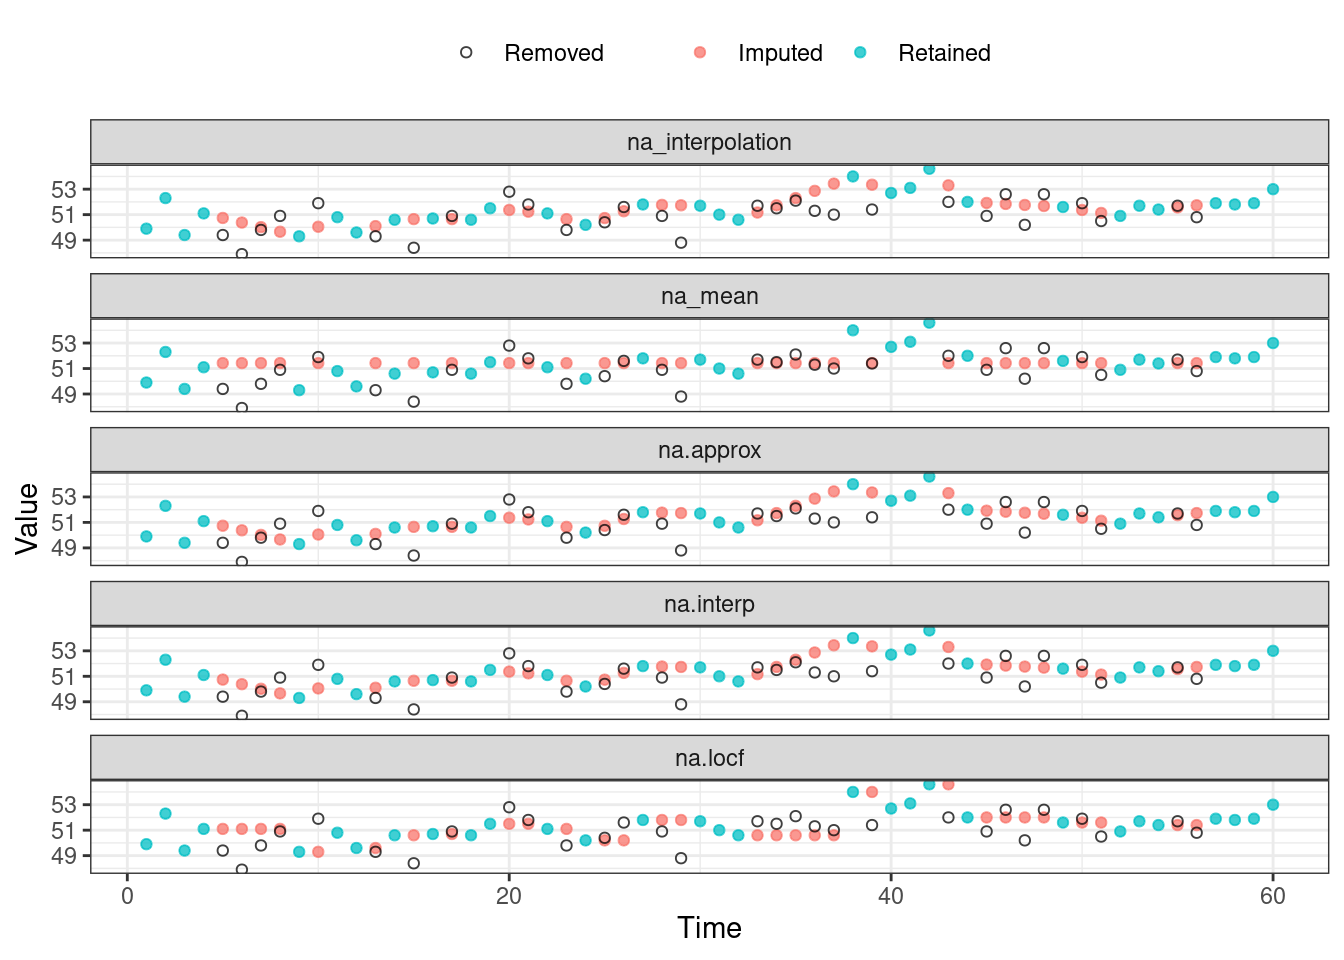 Removed Imputed Retained
na_interpolation
53
51
49
na_mean
53
51
49
na.approx
53
51
49
na.interp
53
51
49
na.locf
53
51
49
Value
0 20 40 60
Time